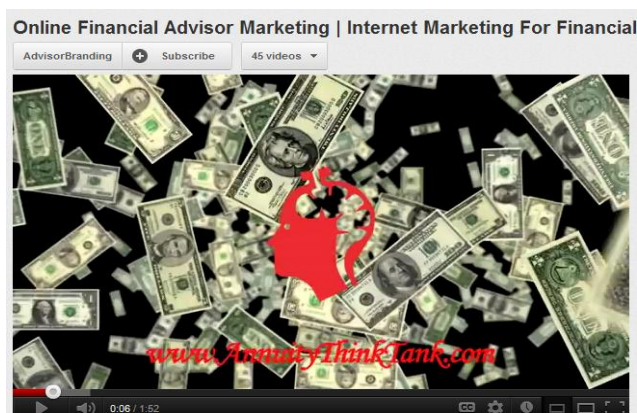 Online Financial Advisor Marketing | Internet Marketing For Financial
AdvisorBranding Subscribe 45 videos
www.AnnuityThinkTank.com
0:06 / 1:52
CC